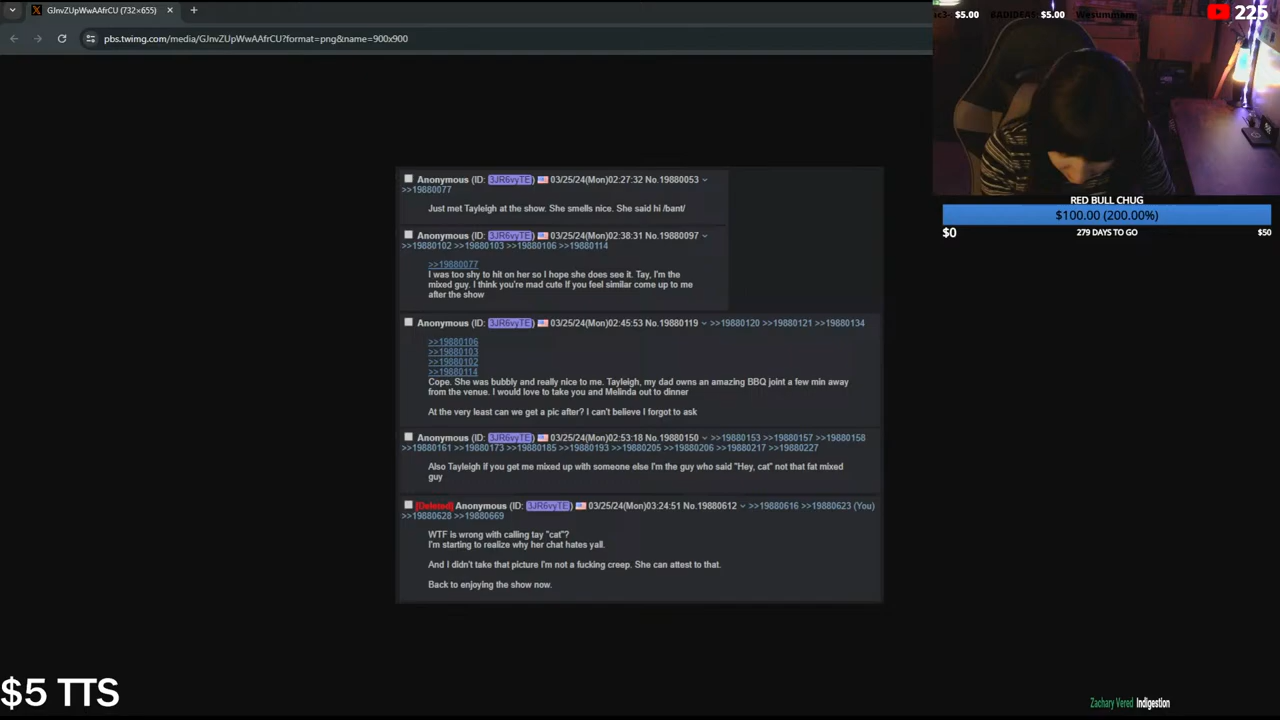 GJnvZUpWwAAfrCU (732×655)
pbs.twimg.com/media/GJnvZUpWwAAfrCU?format=png&name=900x900
$5.00 BADIDEAS $5.00 Wesummers
225
RED BULL CHUG
$100.00 (200.00%)
$0 279 DAYS TO GO $50
Anonymous (ID: 3JR6vyTE) 03/25/24(Mon)02:27:32 No.19880053
>>19880077
Just met Tayleigh at the show. She smells nice. She said hi /bant/
Anonymous (ID: 3JR6vyTE) 03/25/24(Mon)02:38:31 No.19880097
>>19880102 >>19880103 >>19880106 >>19880114
>>19880077
I was too shy to hit on her so I hope she does see it. Tay, I'm the
mixed guy. I think you're mad cute If you feel similar come up to me
after the show
Anonymous (ID: 3JR6vyTE) 03/25/24(Mon)02:45:53 No.19880119 >>19880120 >>19880121 >>19880134
>>19880106
>>19880103
>>19880102
>>19880114
Cope. She was bubbly and really nice to me. Tayleigh, my dad owns an amazing BBQ joint a few min away
from the venue. I would love to take you and Melinda out to dinner
At the very least can we get a pic after? I can't believe I forgot to ask
Anonymous (ID: 3JR6vyTE) 03/25/24(Mon)02:53:18 No.19880150 >>19880153 >>19880157 >>19880158
>>19880161 >>19880173 >>19880185 >>19880193 >>19880205 >>19880206 >>19880217 >>19880227
Also Tayleigh if you get me mixed up with someone else I'm the guy who said "Hey, cat" not that fat mixed
guy
[Deleted] Anonymous (ID: 3JR6vyTE) 03/25/24(Mon)03:24:51 No.19880612 >>19880616 >>19880623 (You)
>>19880628 >>19880669
WTF is wrong with calling tay "cat"?
I'm starting to realize why her chat hates yall.
And I didn't take that picture I'm not a fucking creep. She can attest to that.
Back to enjoying the show now.
$5 TTS
Zachary Vered Indigestion